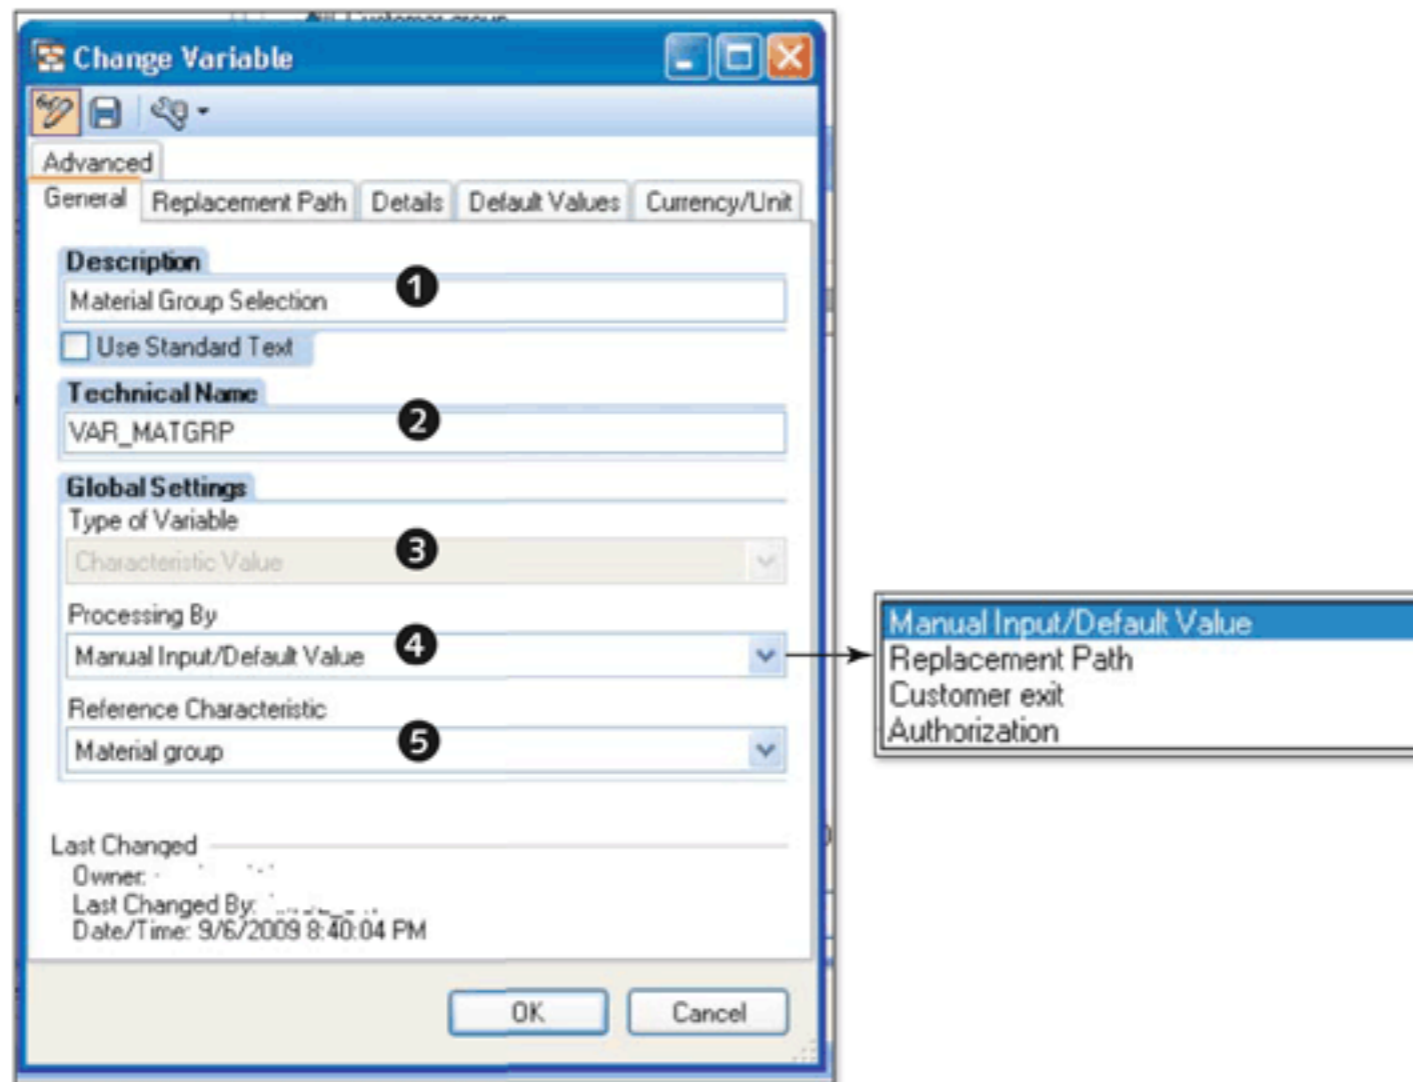 Customer group
Change Variable
Advanced
General Replacement Path Details Default Values Currency/Unit
Description
Material Group Selection
1
Use Standard Text
Technical Name
VAR_MATGRP
2
Global Settings
Type of Variable
Characteristic Value
3
Processing By
Manual Input/Default Value
4
Manual Input/Default Value
Replacement Path
Customer exit
Authorization
Reference Characteristic
Material group
5
Last Changed
Owner:
Last Changed By:
Date/Time: 9/6/2009 8:40:04 PM
OK Cancel